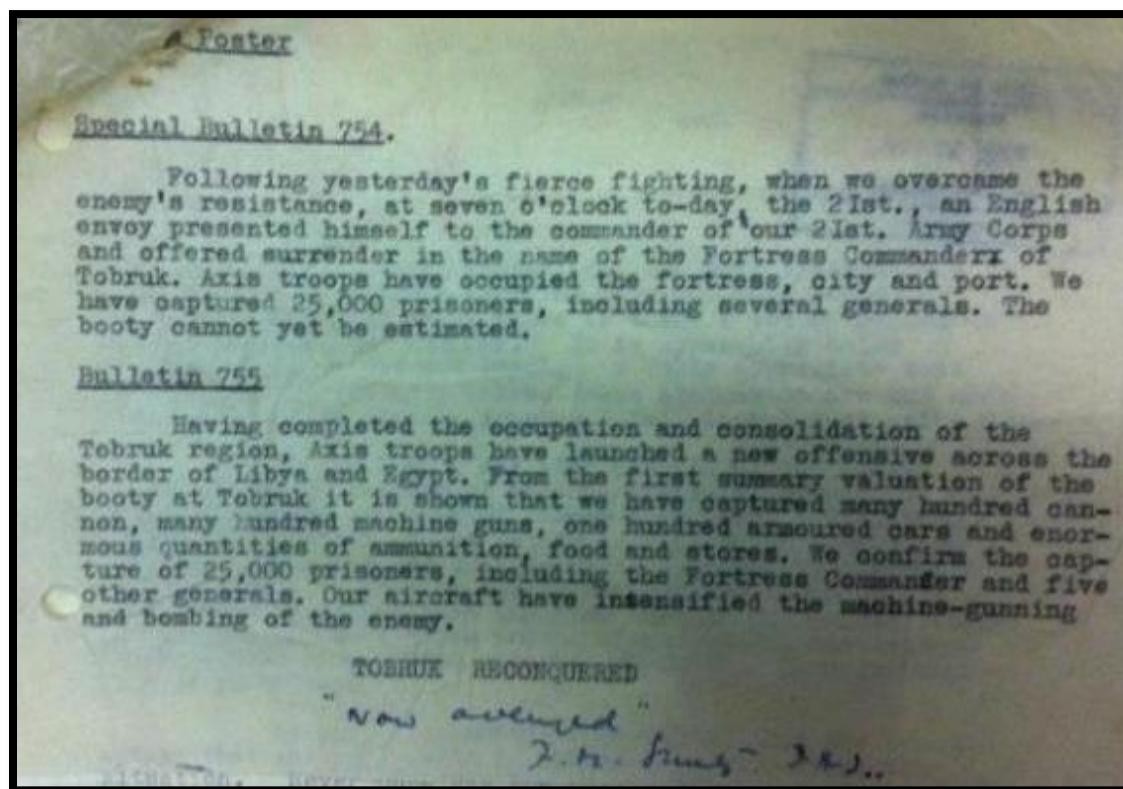 A Poster
Special Bulletin 754.
Following yesterday's fierce fighting, when we overcame the
enemy's resistance, at seven o'clock to-day, the 2Ist., an English
envoy presented himself to the commander of our 2Ist. Army Corps
and offered surrender in the name of the Fortress Commanderx of
Tobruk. Axis troops have occupied the fortress, city and port. We
have captured 25,000 prisoners, including several generals. The
booty cannot yet be estimated.
Bulletin 755
Having completed the occupation and consolidation of the
Tobruk region, Axis troops have launched a new offensive across the
border of Libya and Egypt. From the first summary valuation of the
booty at Tobruk it is shown that we have captured many hundred can-
non, many hundred machine guns, one hundred armoured cars and enor-
mous quantities of ammunition, food and stores. We confirm the cap-
ture of 25,000 prisoners, including the Fortress Commander and five
other generals. Our aircraft have intensified the machine-gunning
and bombing of the enemy.
TOBRUK RECONQUERED
"Now avenged"